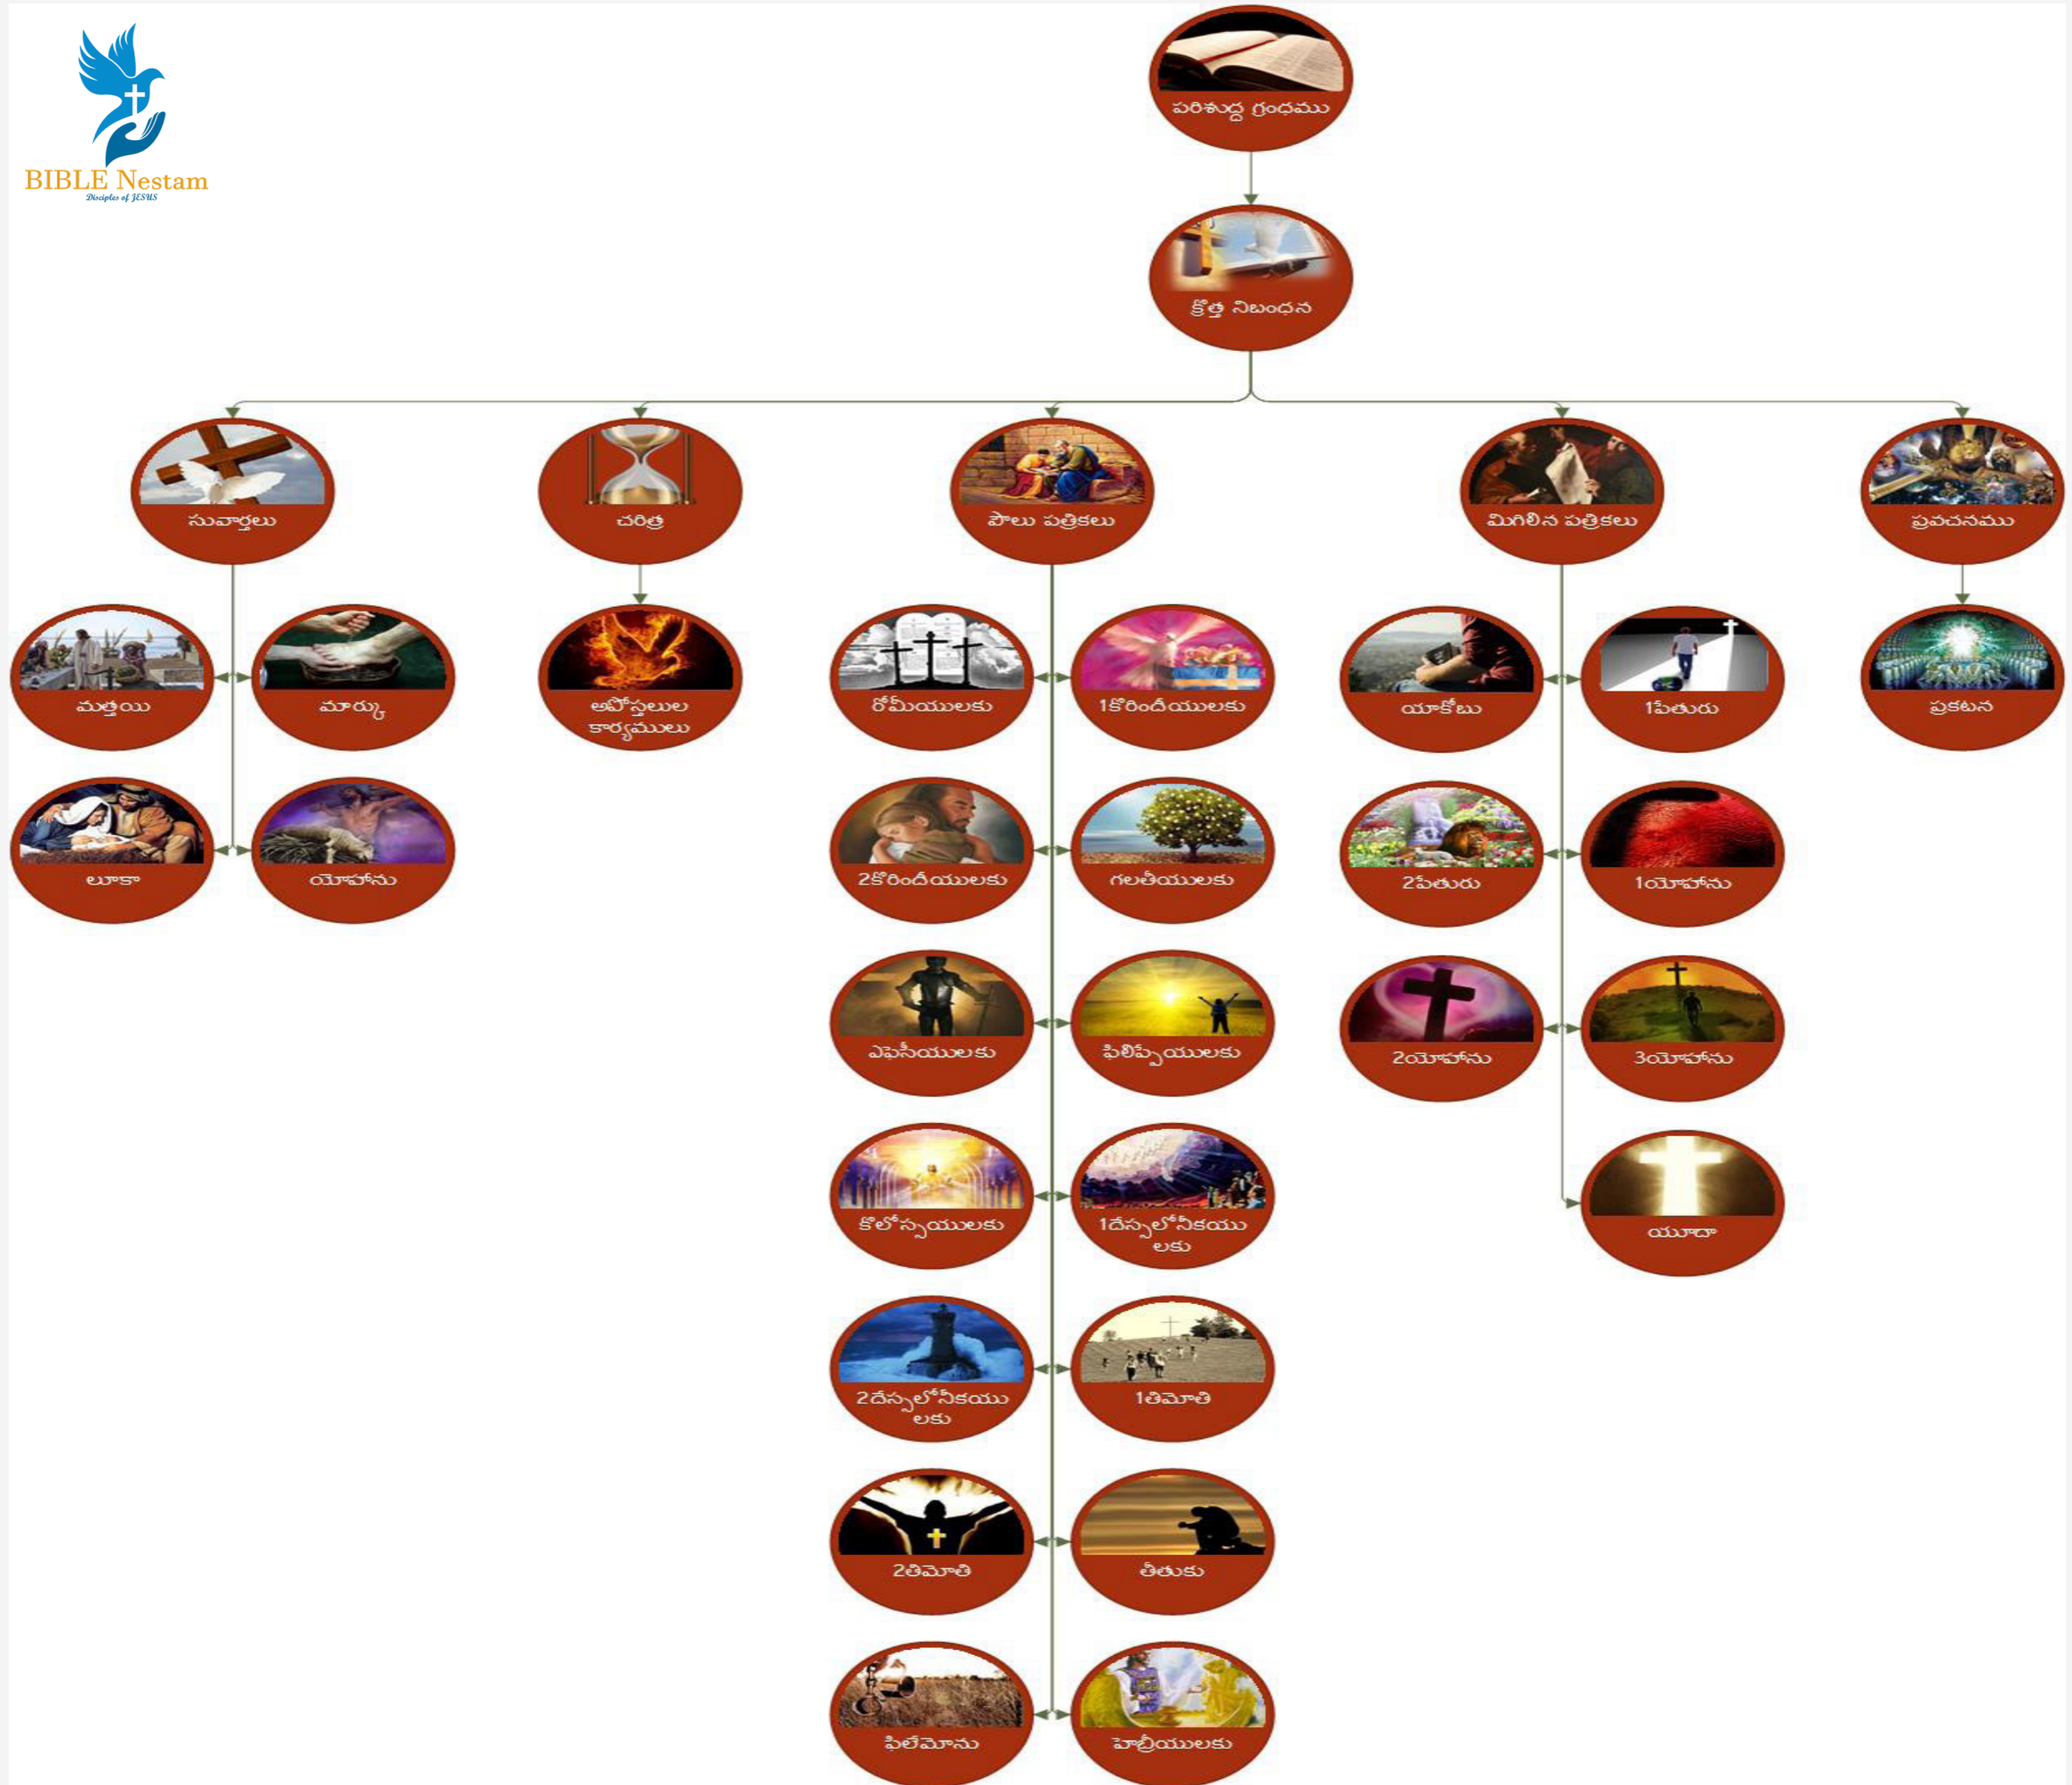 BIBLE Nestam
Disciples of JESUS
పరిశుద్ద గ్రంధము
క్రొత్త నిబంధన
సువార్తలు
చరిత్ర
పౌలు పత్రికలు
మిగిలిన పత్రికలు
ప్రవచనము
మత్తయి
మార్కు
అపోస్తలుల
కార్యములు
రోమీయులకు
1కొరిందీయులకు
యాకోబు
1పేతురు
ప్రకటన
లూకా
యోహాను
2కొరిందీయులకు
గలతీయులకు
2పేతురు
1యోహాను
ఎఫెసీయులకు
ఫిలిప్పేయులకు
2యోహాను
3యోహాను
కొలోస్సయులకు
1దేస్సలోనీకయు
లకు
యూదా
2దేస్సలోనీకయు
లకు
1తిమోతి
2తిమోతి
తీతుకు
ఫిలేమోను
హెబ్రీయులకు